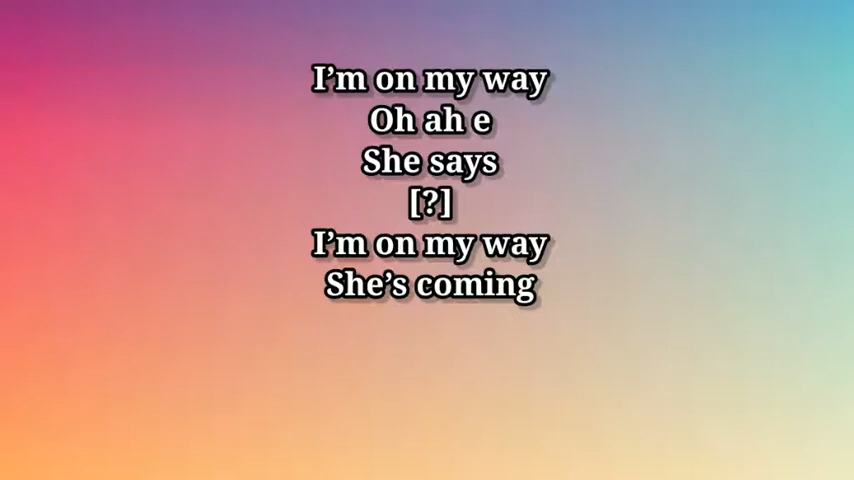 I’m on my way
Oh ah e
She says
[?]
I’m on my way
She’s coming